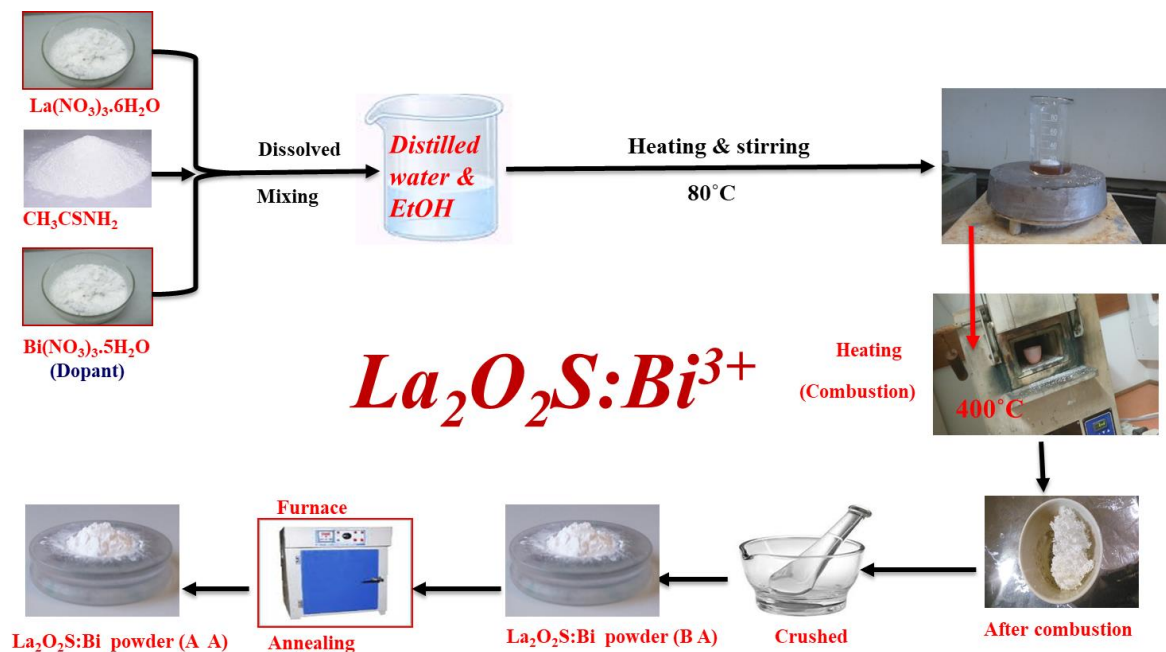 La(NO₃)₃.6H₂O
CH₃CSNH₂
Bi(NO₃)₃.5H₂O
(Dopant)
Dissolved
Mixing
Distilled
water &
EtOH
Heating & stirring
80˚C
Heating
(Combustion)
400˚C
La₂O₂S:Bi³⁺
After combustion
Crushed
La₂O₂S:Bi powder (B A)
Furnace
Annealing
La₂O₂S:Bi powder (A A)